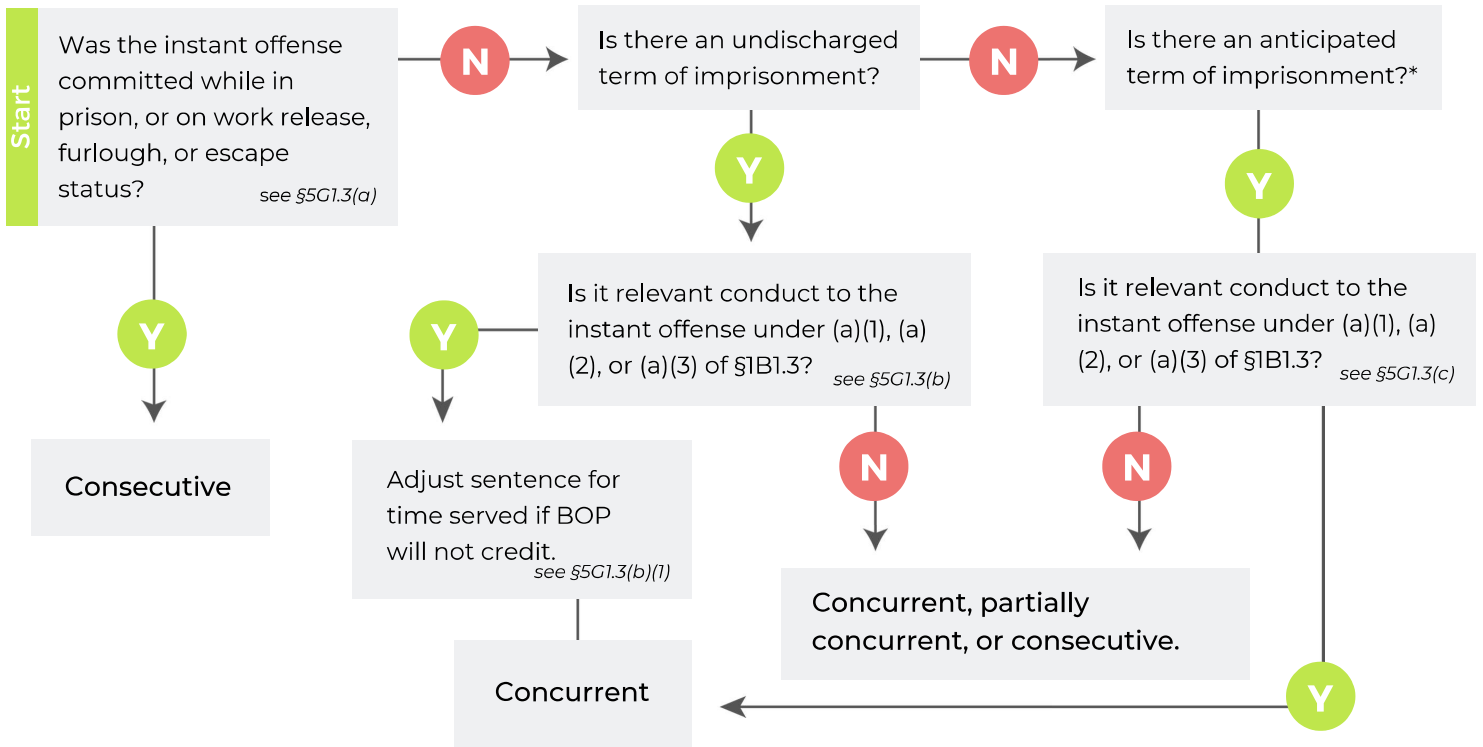 Start
Was the instant offense
committed while in
prison, or on work release,
furlough, or escape
status?
see §5G1.3(a)
N
Is there an undischarged
term of imprisonment?
N
Is there an anticipated
term of imprisonment?*
Y
Consecutive
Y
Is it relevant conduct to the
instant offense under (a)(1), (a)
(2), or (a)(3) of §1B1.3?
see §5G1.3(b)
Y
Adjust sentence for
time served if BOP
will not credit.
see §5G1.3(b)(1)
Concurrent
N
Y
Is it relevant conduct to the
instant offense under (a)(1), (a)
(2), or (a)(3) of §1B1.3?
see §5G1.3(c)
N
Concurrent, partially
concurrent, or consecutive.
Y